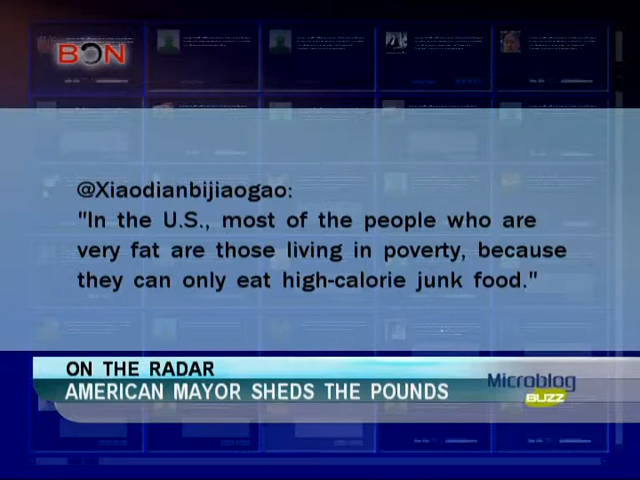 BON
@Xiaodianbijiaogao:
"In the U.S., most of the people who are
very fat are those living in poverty, because
they can only eat high-calorie junk food."
ON THE RADAR
AMERICAN MAYOR SHEDS THE POUNDS
Microblog
BUZZ